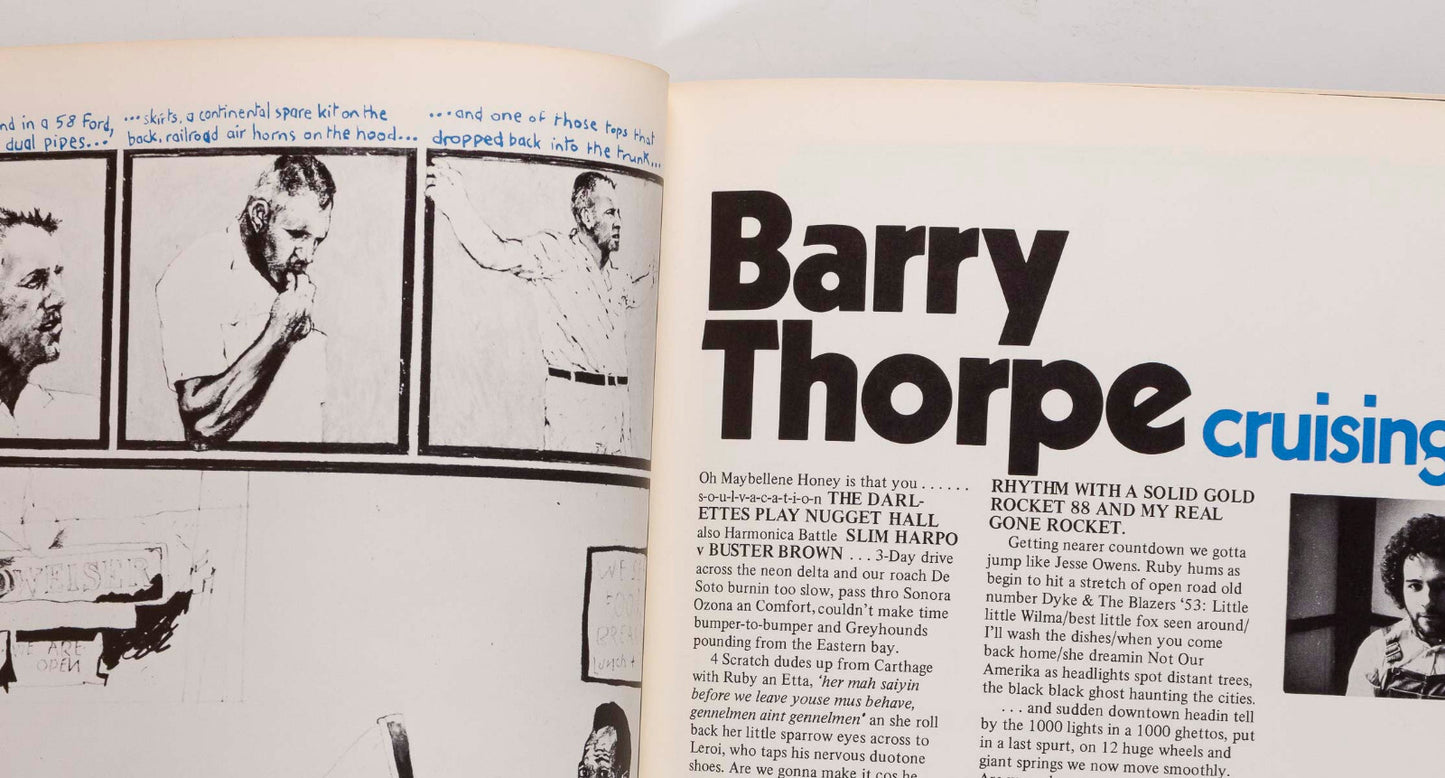 nd in a 58 Ford,
dual pipes...
...skirts, a continental spare kit on the
back, railroad air horns on the hood...
...and one of those tops that
dropped back into the trunk...
WEISER
WE ARE
OPEN
Barry
Thorpe
cruising
Oh Maybellene Honey is that you . . . . . .
s-o-u-l-v-a-c-a-t-i-o-n THE DARL-
ETTES PLAY NUGGET HALL
also Harmonica Battle SLIM HARPO
v BUSTER BROWN . . . 3-Day drive
across the neon delta and our roach De
Soto burnin too slow, pass thro Sonora
Ozona an Comfort, couldn't make time
bumper-to-bumper and Greyhounds
pounding from the Eastern bay.
4 Scratch dudes up from Carthage
with Ruby an Etta, 'her mah saiyin
before we leave youse mus behave,
gennelmen aint gennelmen' an she roll
back her little sparrow eyes across to
Leroi, who taps his nervous duotone
shoes. Are we gonna make it cos he
RHYTHM WITH A SOLID GOLD
ROCKET 88 AND MY REAL
GONE ROCKET.
Getting nearer countdown we gotta
jump like Jesse Owens. Ruby hums as
begin to hit a stretch of open road old
number Dyke & The Blazers '53: Little
little Wilma/best little fox seen around/
I'll wash the dishes/when you come
back home/she dreamin Not Our
Amerika as headlights spot distant trees,
the black black ghost haunting the cities.
. . . and sudden downtown headin tell
by the 1000 lights in a 1000 ghettos, put
in a last spurt, on 12 huge wheels and
giant springs we now move smoothly.